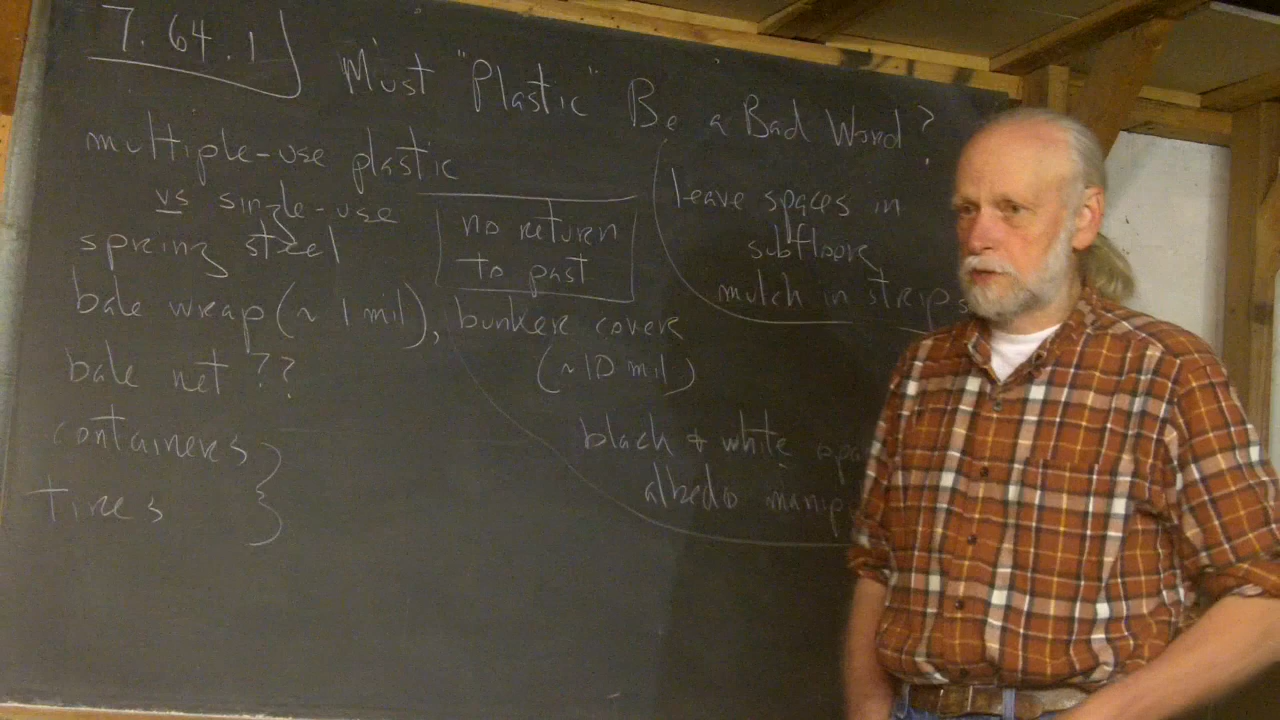 7.64.1
Must "Plastic" Be a Bad Word?
multiple-use plastic
vs single-use
spring steel
no return
to past
leave spaces in
subfloor
mulch in strips
bale wrap (~ 1 mil), bunker cover
(~10 mil)
bale net ??
containers
tires
black + white
albedo